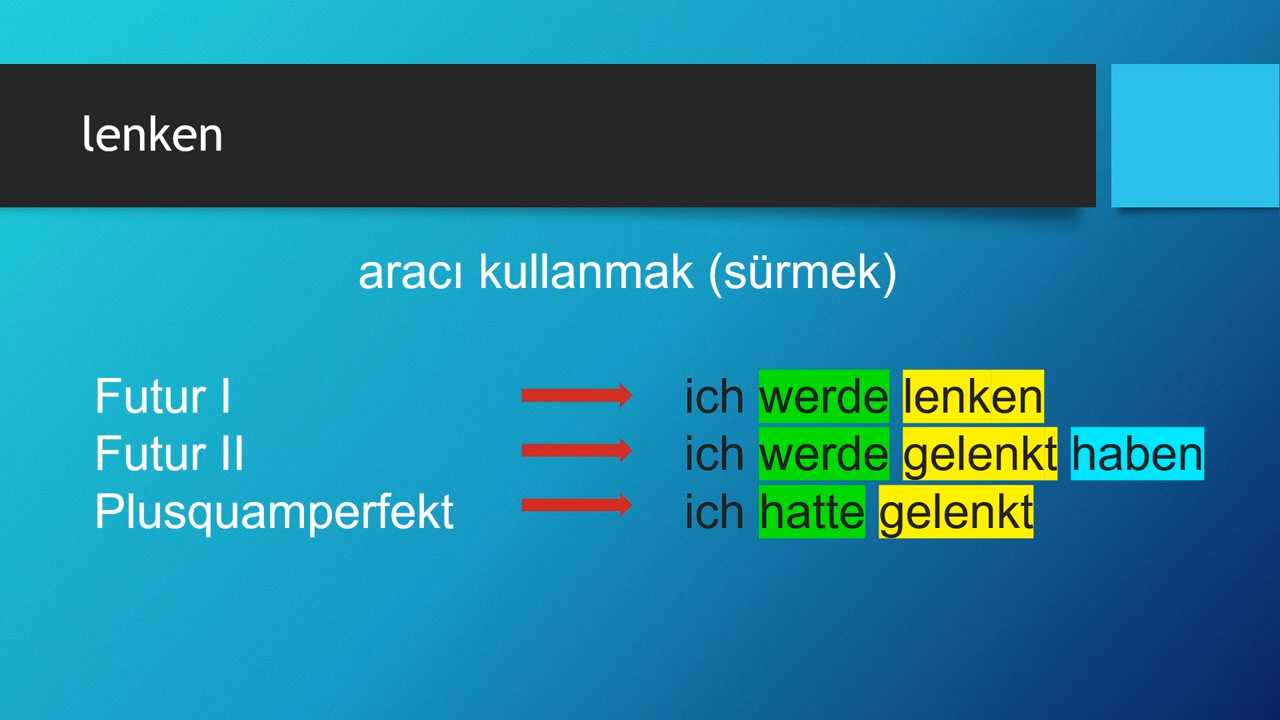 lenken
aracı kullanmak (sürmek)
Futur I ich werde lenken
Futur II ich werde gelenkt haben
Plusquamperfekt ich hatte gelenkt